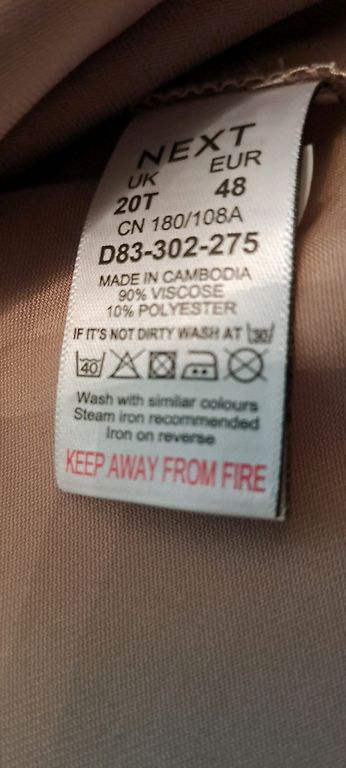 NEXT
UK EUR
20T 48
CN 180/108A
D83-302-275
MADE IN CAMBODIA
90% VISCOSE
10% POLYESTER
IF IT'S NOT DIRTY WASH AT 30
40
Wash with similar colours
Steam iron recommended
Iron on reverse
KEEP AWAY FROM FIRE